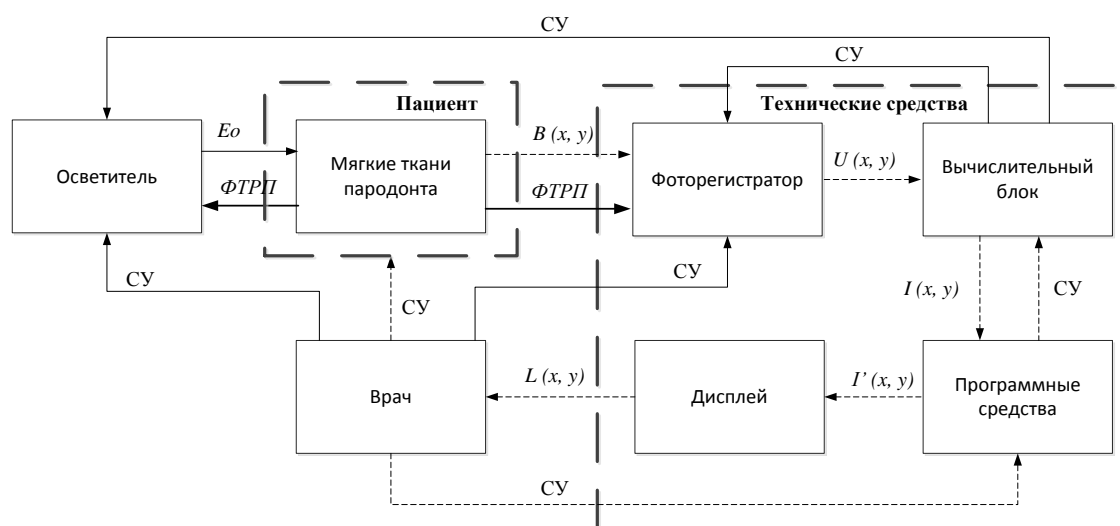 СУ
СУ
Пациент
Технические средства
Осветитель
Eo
ФТРП
Мягкие ткани
пародонта
B (x, y)
ФТРП
Фоторегистратор
U (x, y)
Вычислительный
блок
СУ
СУ
СУ
I (x, y)
СУ
Врач
L (x, y)
Дисплей
I’ (x, y)
Программные
средства
СУ